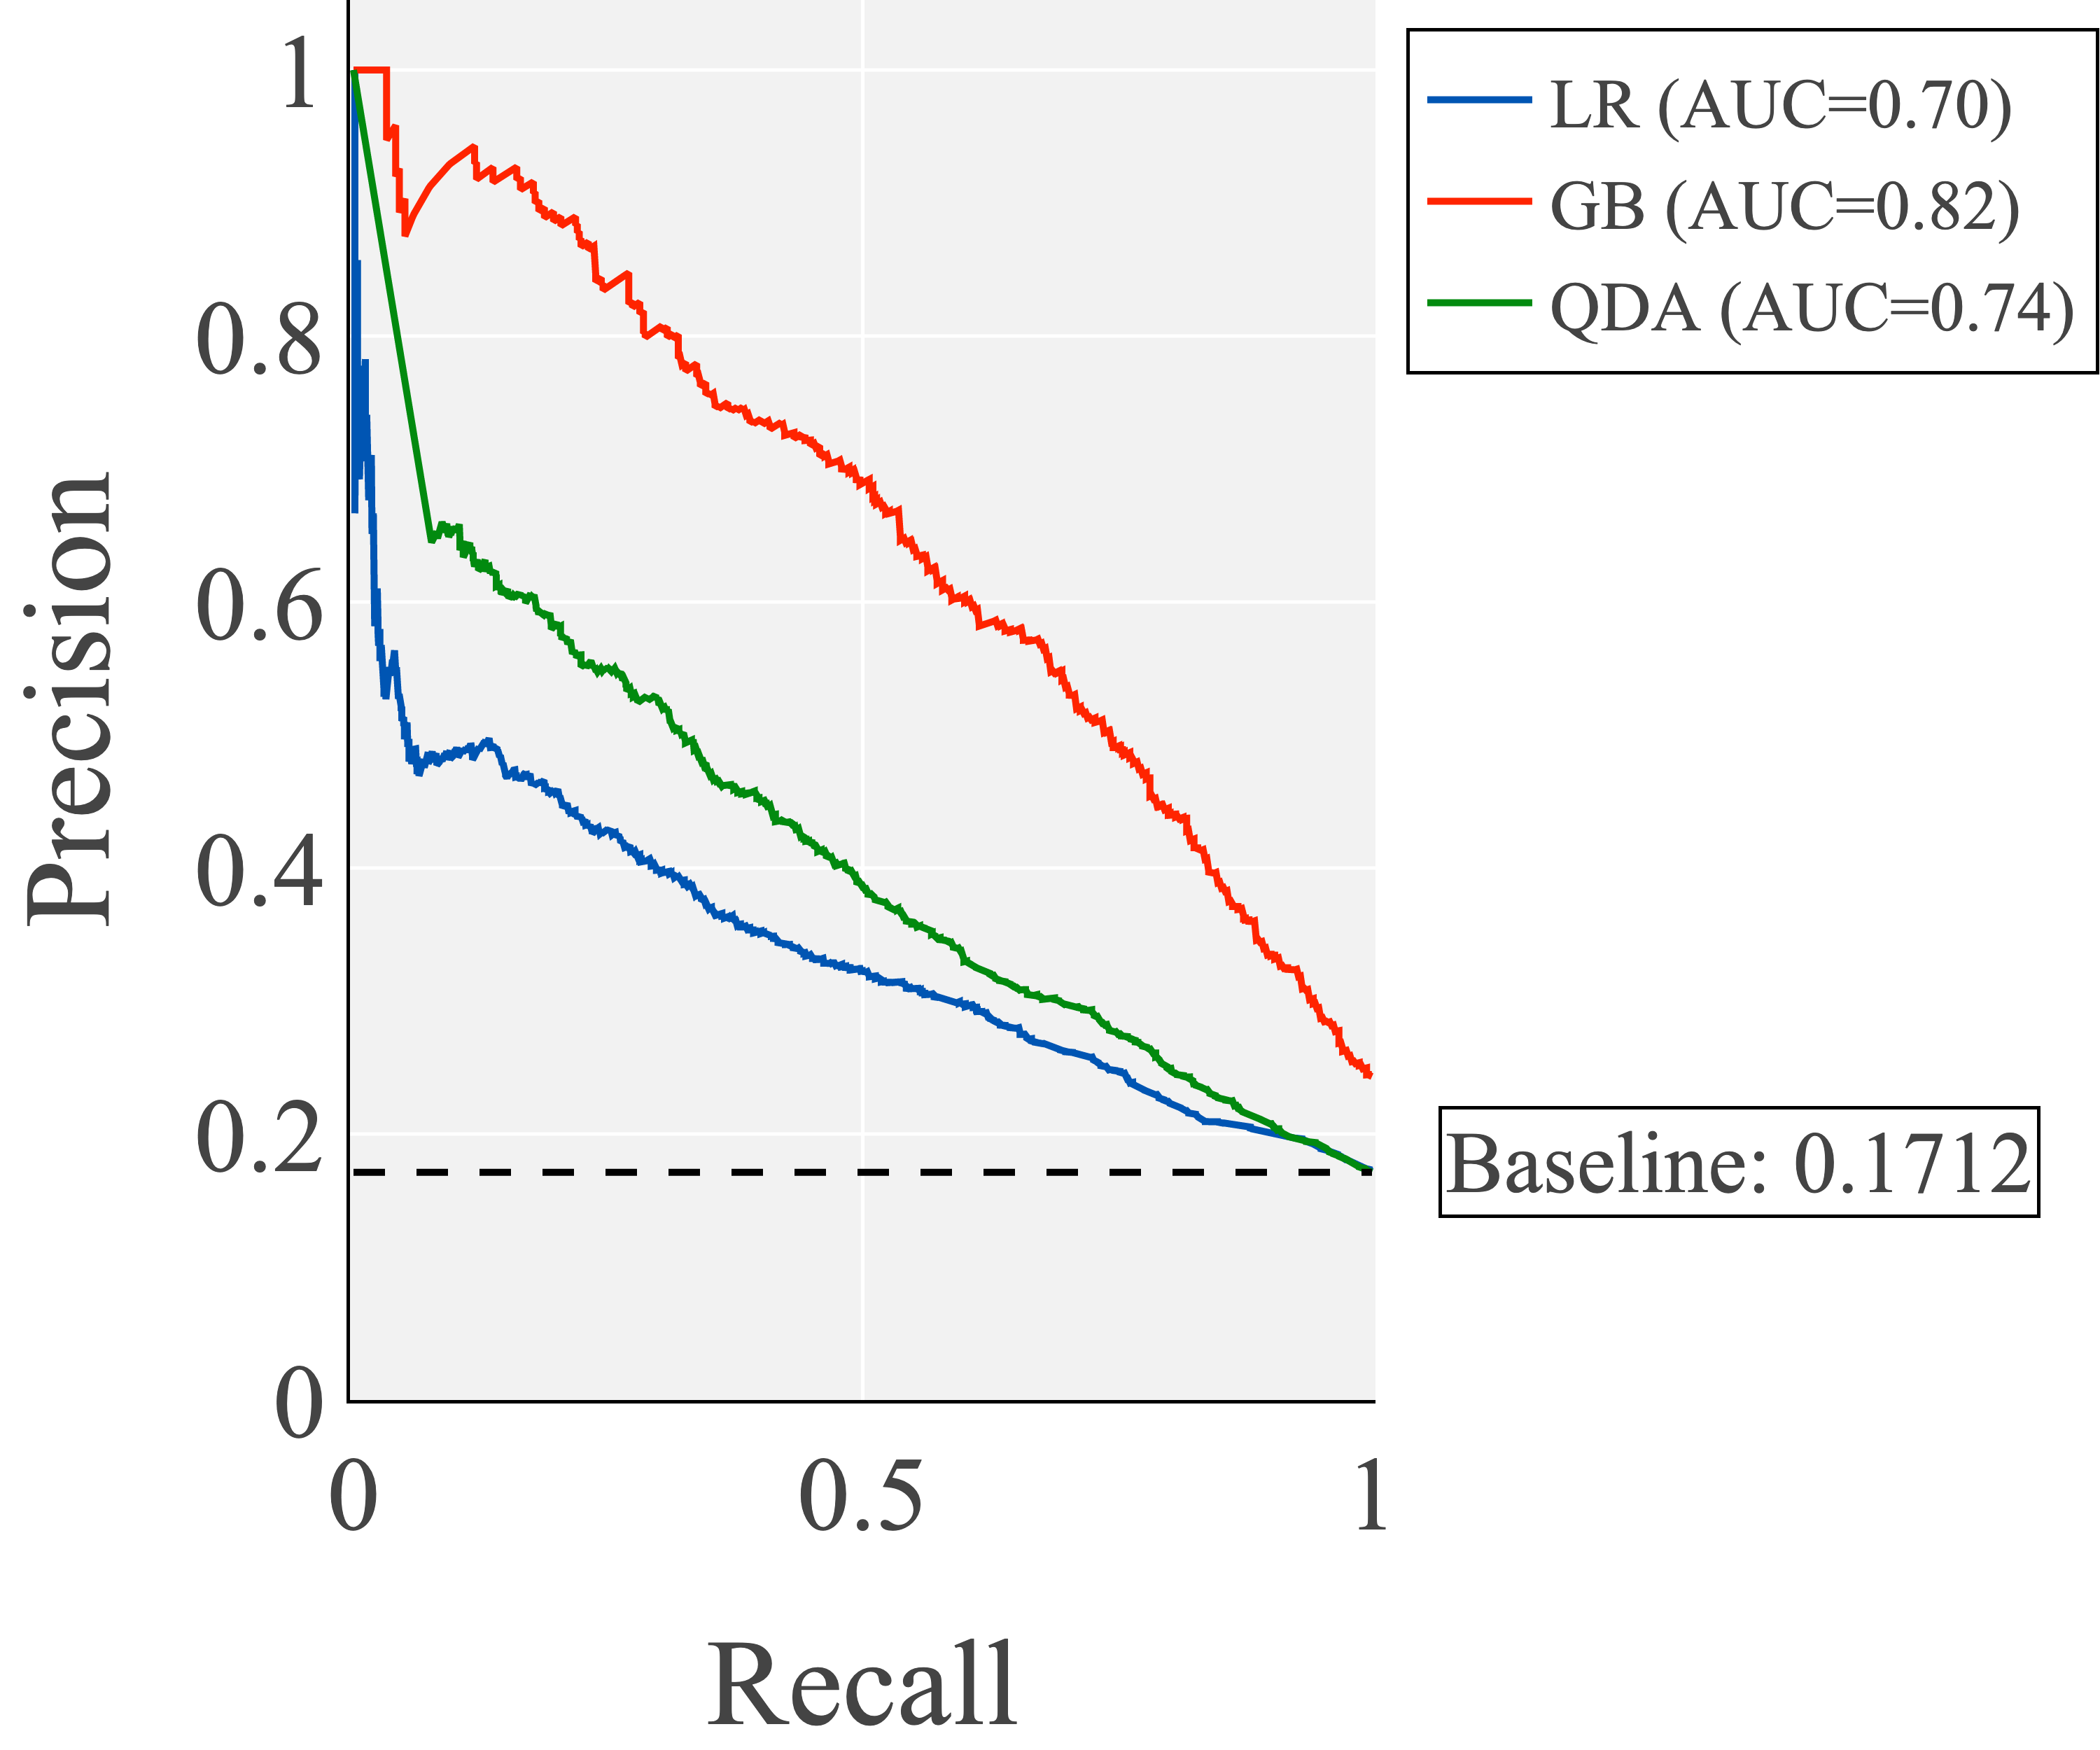 1
0.8
0.6
0.4
0.2
0
Precision
0
0.5
1
Recall
LR (AUC=0.70)
GB (AUC=0.82)
QDA (AUC=0.74)
Baseline: 0.1712